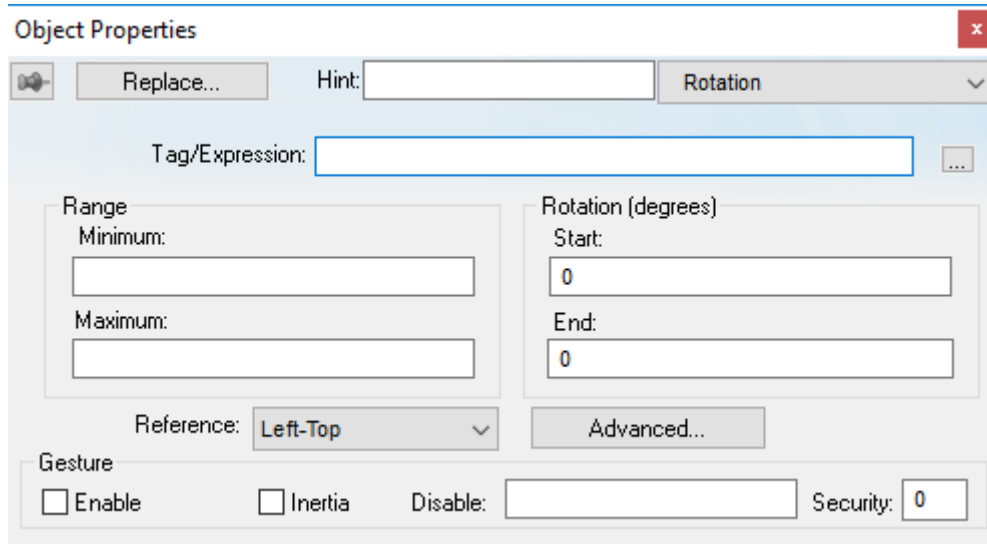 Object Properties
x
Replace... Hint: Rotation
Tag/Expression: ...
Range
Minimum:
Maximum:
Rotation (degrees)
Start:
0
End:
0
Reference: Left-Top Advanced...
Gesture
Enable Inertia Disable: Security: 0